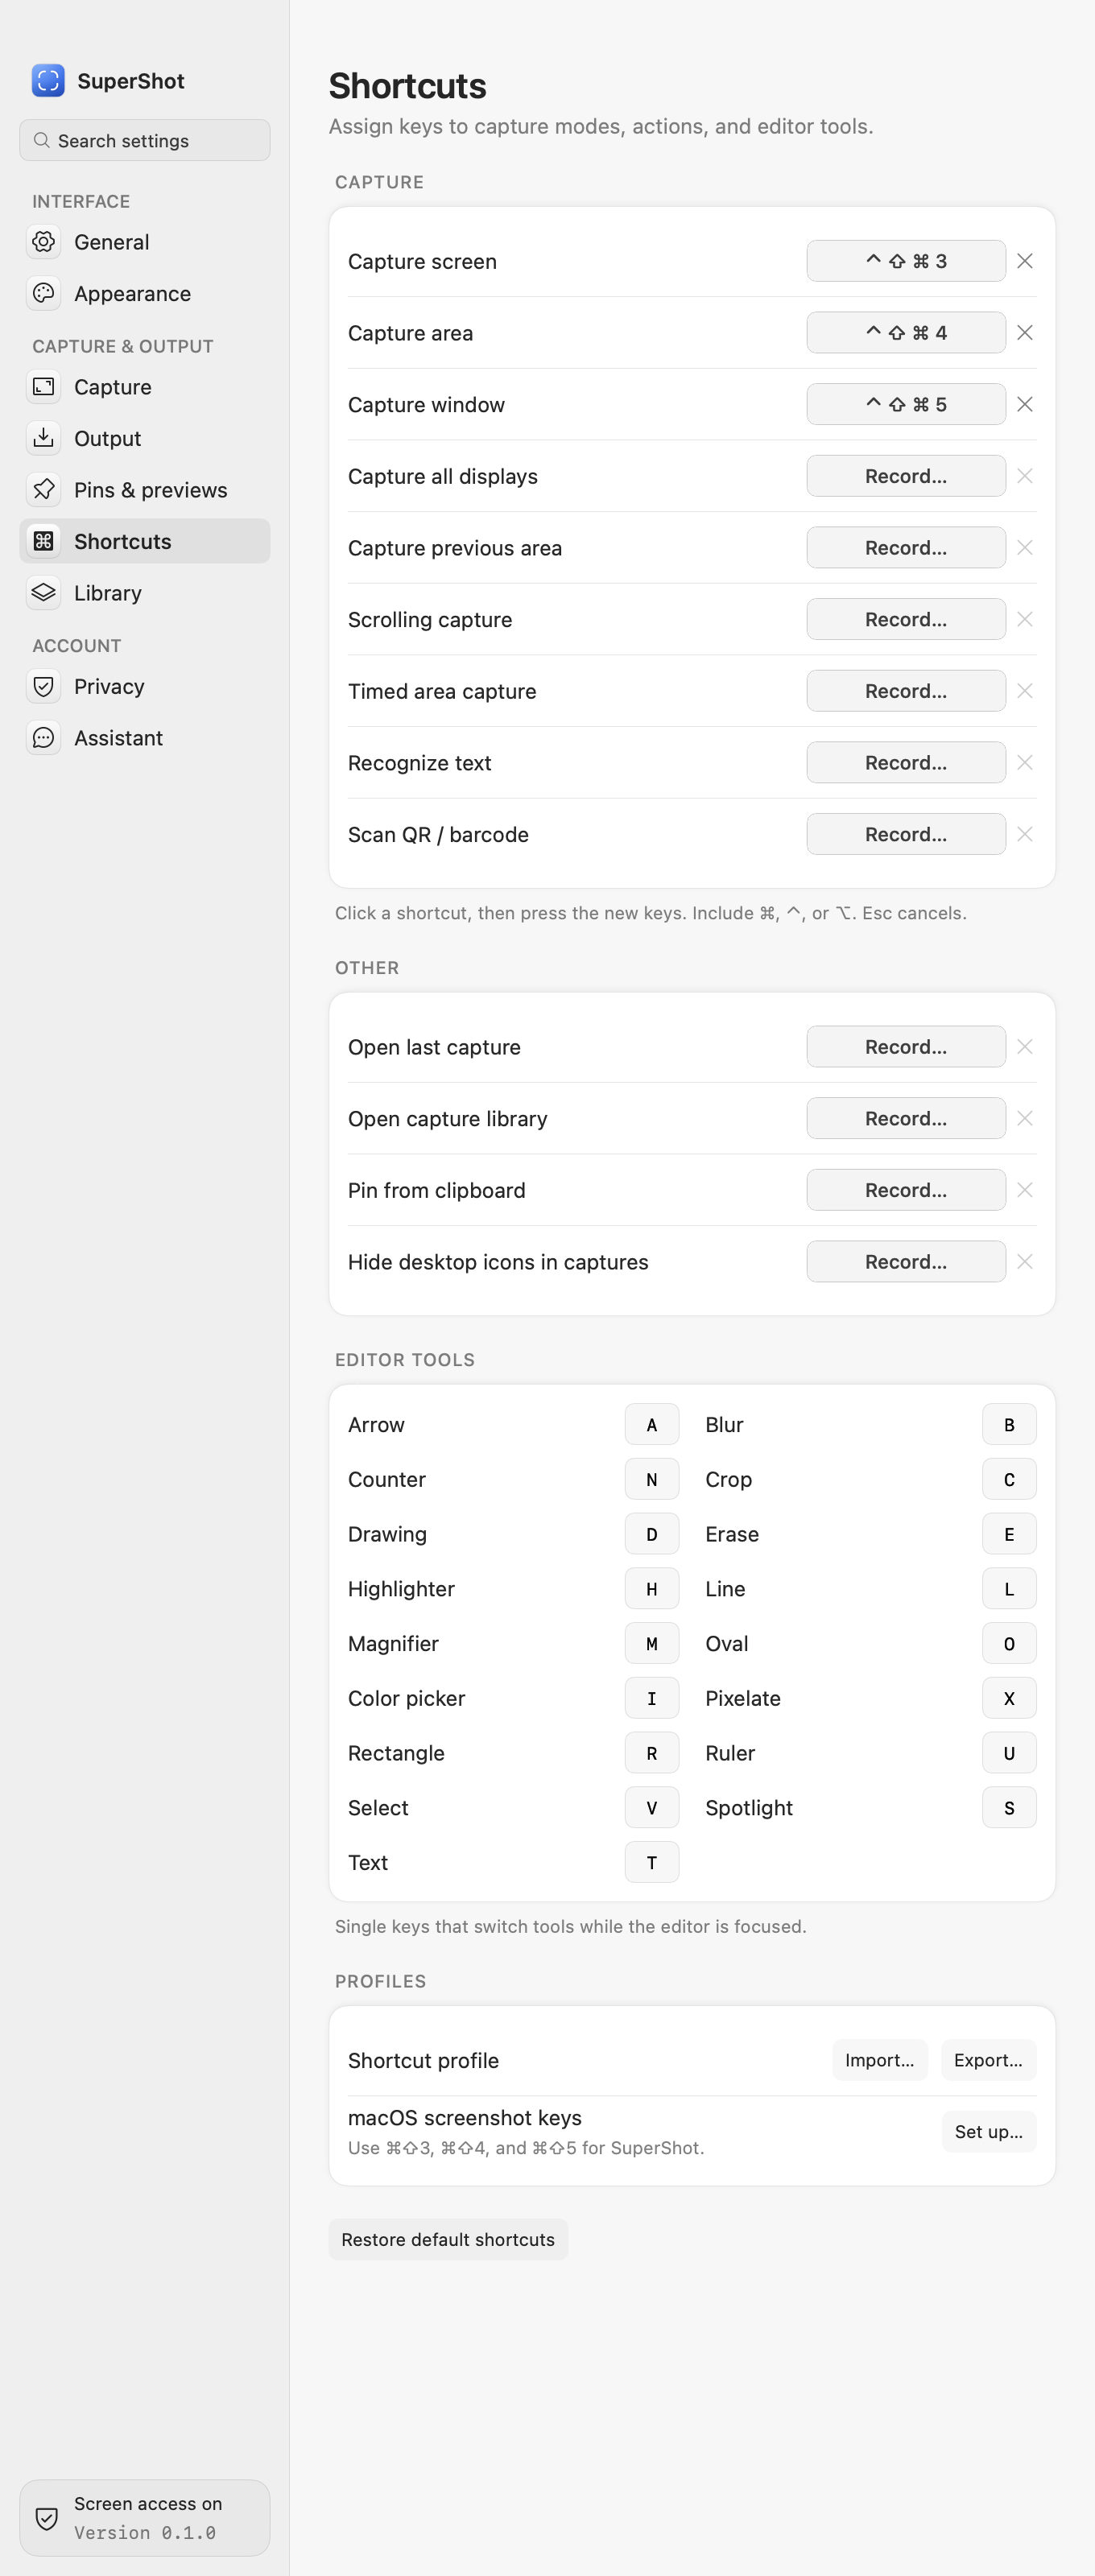 SuperShot
Search settings
INTERFACE
General
Appearance
CAPTURE & OUTPUT
Capture
Output
Pins & previews
Shortcuts
Library
ACCOUNT
Privacy
Assistant
Screen access on
Version 0.1.0
Shortcuts
Assign keys to capture modes, actions, and editor tools.
CAPTURE
Capture screen ⌃ ⇧ ⌘ 3
Capture area ⌃ ⇧ ⌘ 4
Capture window ⌃ ⇧ ⌘ 5
Capture all displays Record...
Capture previous area Record...
Scrolling capture Record...
Timed area capture Record...
Recognize text Record...
Scan QR / barcode Record...
Click a shortcut, then press the new keys. Include ⌘, ⌃, or ⌥. Esc cancels.
OTHER
Open last capture Record...
Open capture library Record...
Pin from clipboard Record...
Hide desktop icons in captures Record...
EDITOR TOOLS
Arrow A Blur B
Counter N Crop C
Drawing D Erase E
Highlighter H Line L
Magnifier M Oval O
Color picker I Pixelate X
Rectangle R Ruler U
Select V Spotlight S
Text T
Single keys that switch tools while the editor is focused.
PROFILES
Shortcut profile Import... Export...
macOS screenshot keys
Use ⌘⇧3, ⌘⇧4, and ⌘⇧5 for SuperShot.
Set up...
Restore default shortcuts